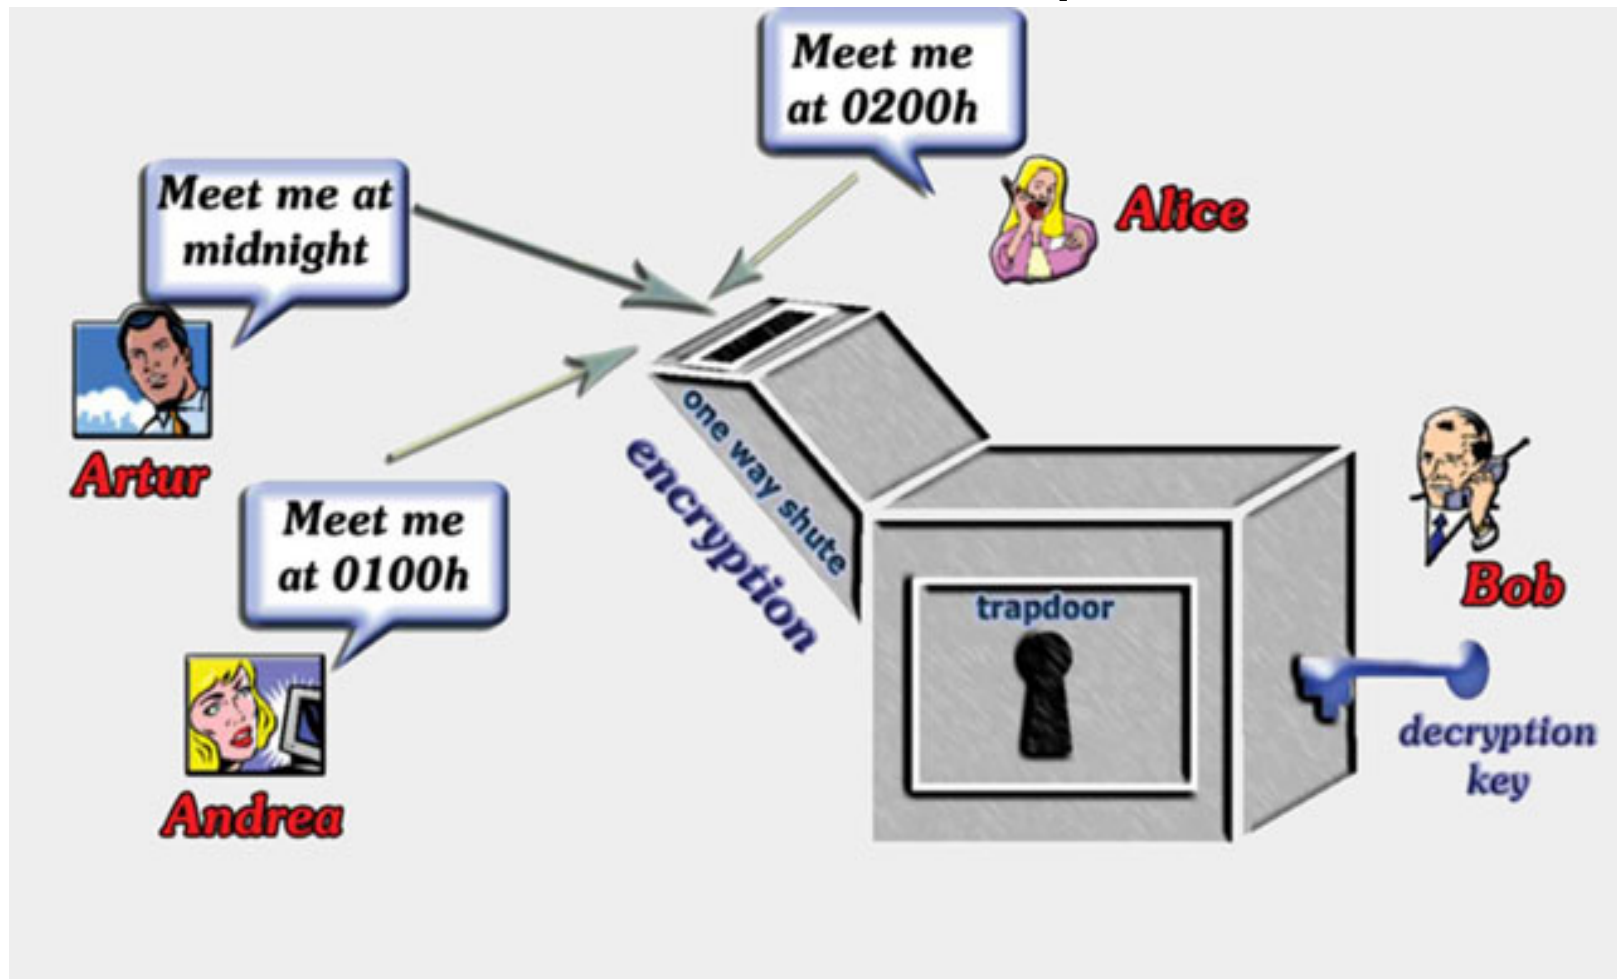 Meet me
at 0200h
Alice
Meet me at
midnight
Artur
Meet me
at 0100h
Andrea
one way shute
encryption
trapdoor
Bob
decryption
key